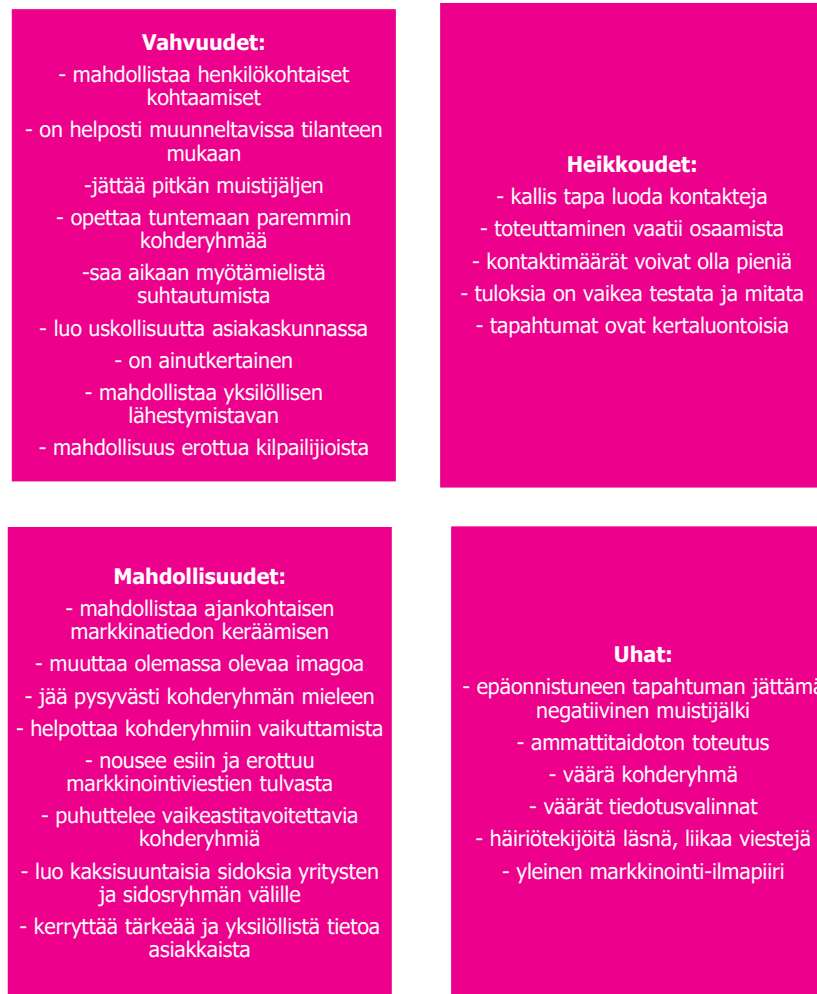 Vahvuudet:
- mahdollistaa henkilökohtaiset
kohtaamiset
- on helposti muunneltavissa tilanteen
mukaan
-jättää pitkän muistijäljen
- opettaa tuntemaan paremmin
kohderyhmää
-saa aikaan myötämielistä
suhtautumista
- luo uskollisuutta asiakaskunnassa
- on ainutkertainen
- mahdollistaa yksilöllisen
lähestymistavan
- mahdollisuus erottua kilpailijioista
Heikkoudet:
- kallis tapa luoda kontakteja
- toteuttaminen vaatii osaamista
- kontaktimäärät voivat olla pieniä
- tuloksia on vaikea testata ja mitata
- tapahtumat ovat kertaluontoisia
Mahdollisuudet:
- mahdollistaa ajankohtaisen
markkinatiedon keräämisen
- muuttaa olemassa olevaa imagoa
- jää pysyvästi kohderyhmän mieleen
- helpottaa kohderyhmiin vaikuttamista
- nousee esiin ja erottuu
markkinointiviestien tulvasta
- puhuttelee vaikeastitavoitettavia
kohderyhmiä
- luo kaksisuuntaisia sidoksia yritysten
ja sidosryhmän välille
- kerryttää tärkeää ja yksilöllistä tietoa
asiakkaista
Uhat:
- epäonnistuneen tapahtuman jättämä
negatiivinen muistijälki
- ammattitaidoton toteutus
- väärä kohderyhmä
- väärät tiedotusvalinnat
- häiriötekijöitä läsnä, liikaa viestejä
- yleinen markkinointi-ilmapiiri